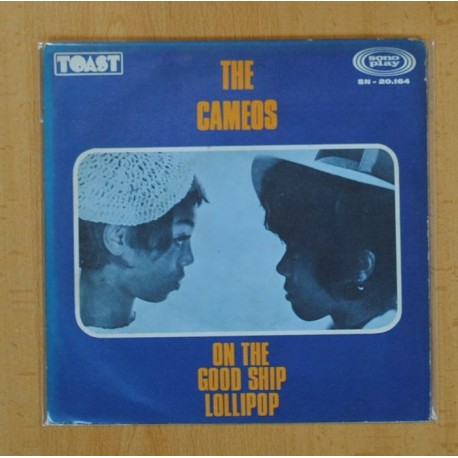 TOAST
sono
play
SN - 20.164
THE
CAMEOS
ON THE
GOOD SHIP
LOLLIPOP